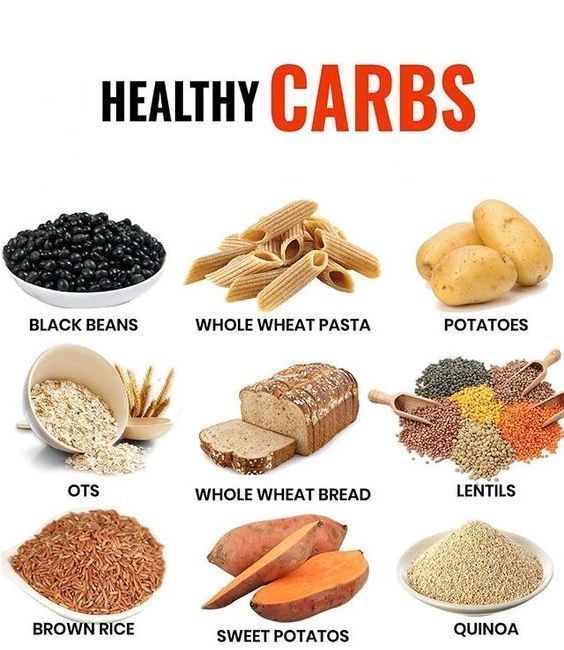 HEALTHY CARBS
BLACK BEANS
WHOLE WHEAT PASTA
POTATOES
OTS
WHOLE WHEAT BREAD
LENTILS
BROWN RICE
SWEET POTATOS
QUINOA